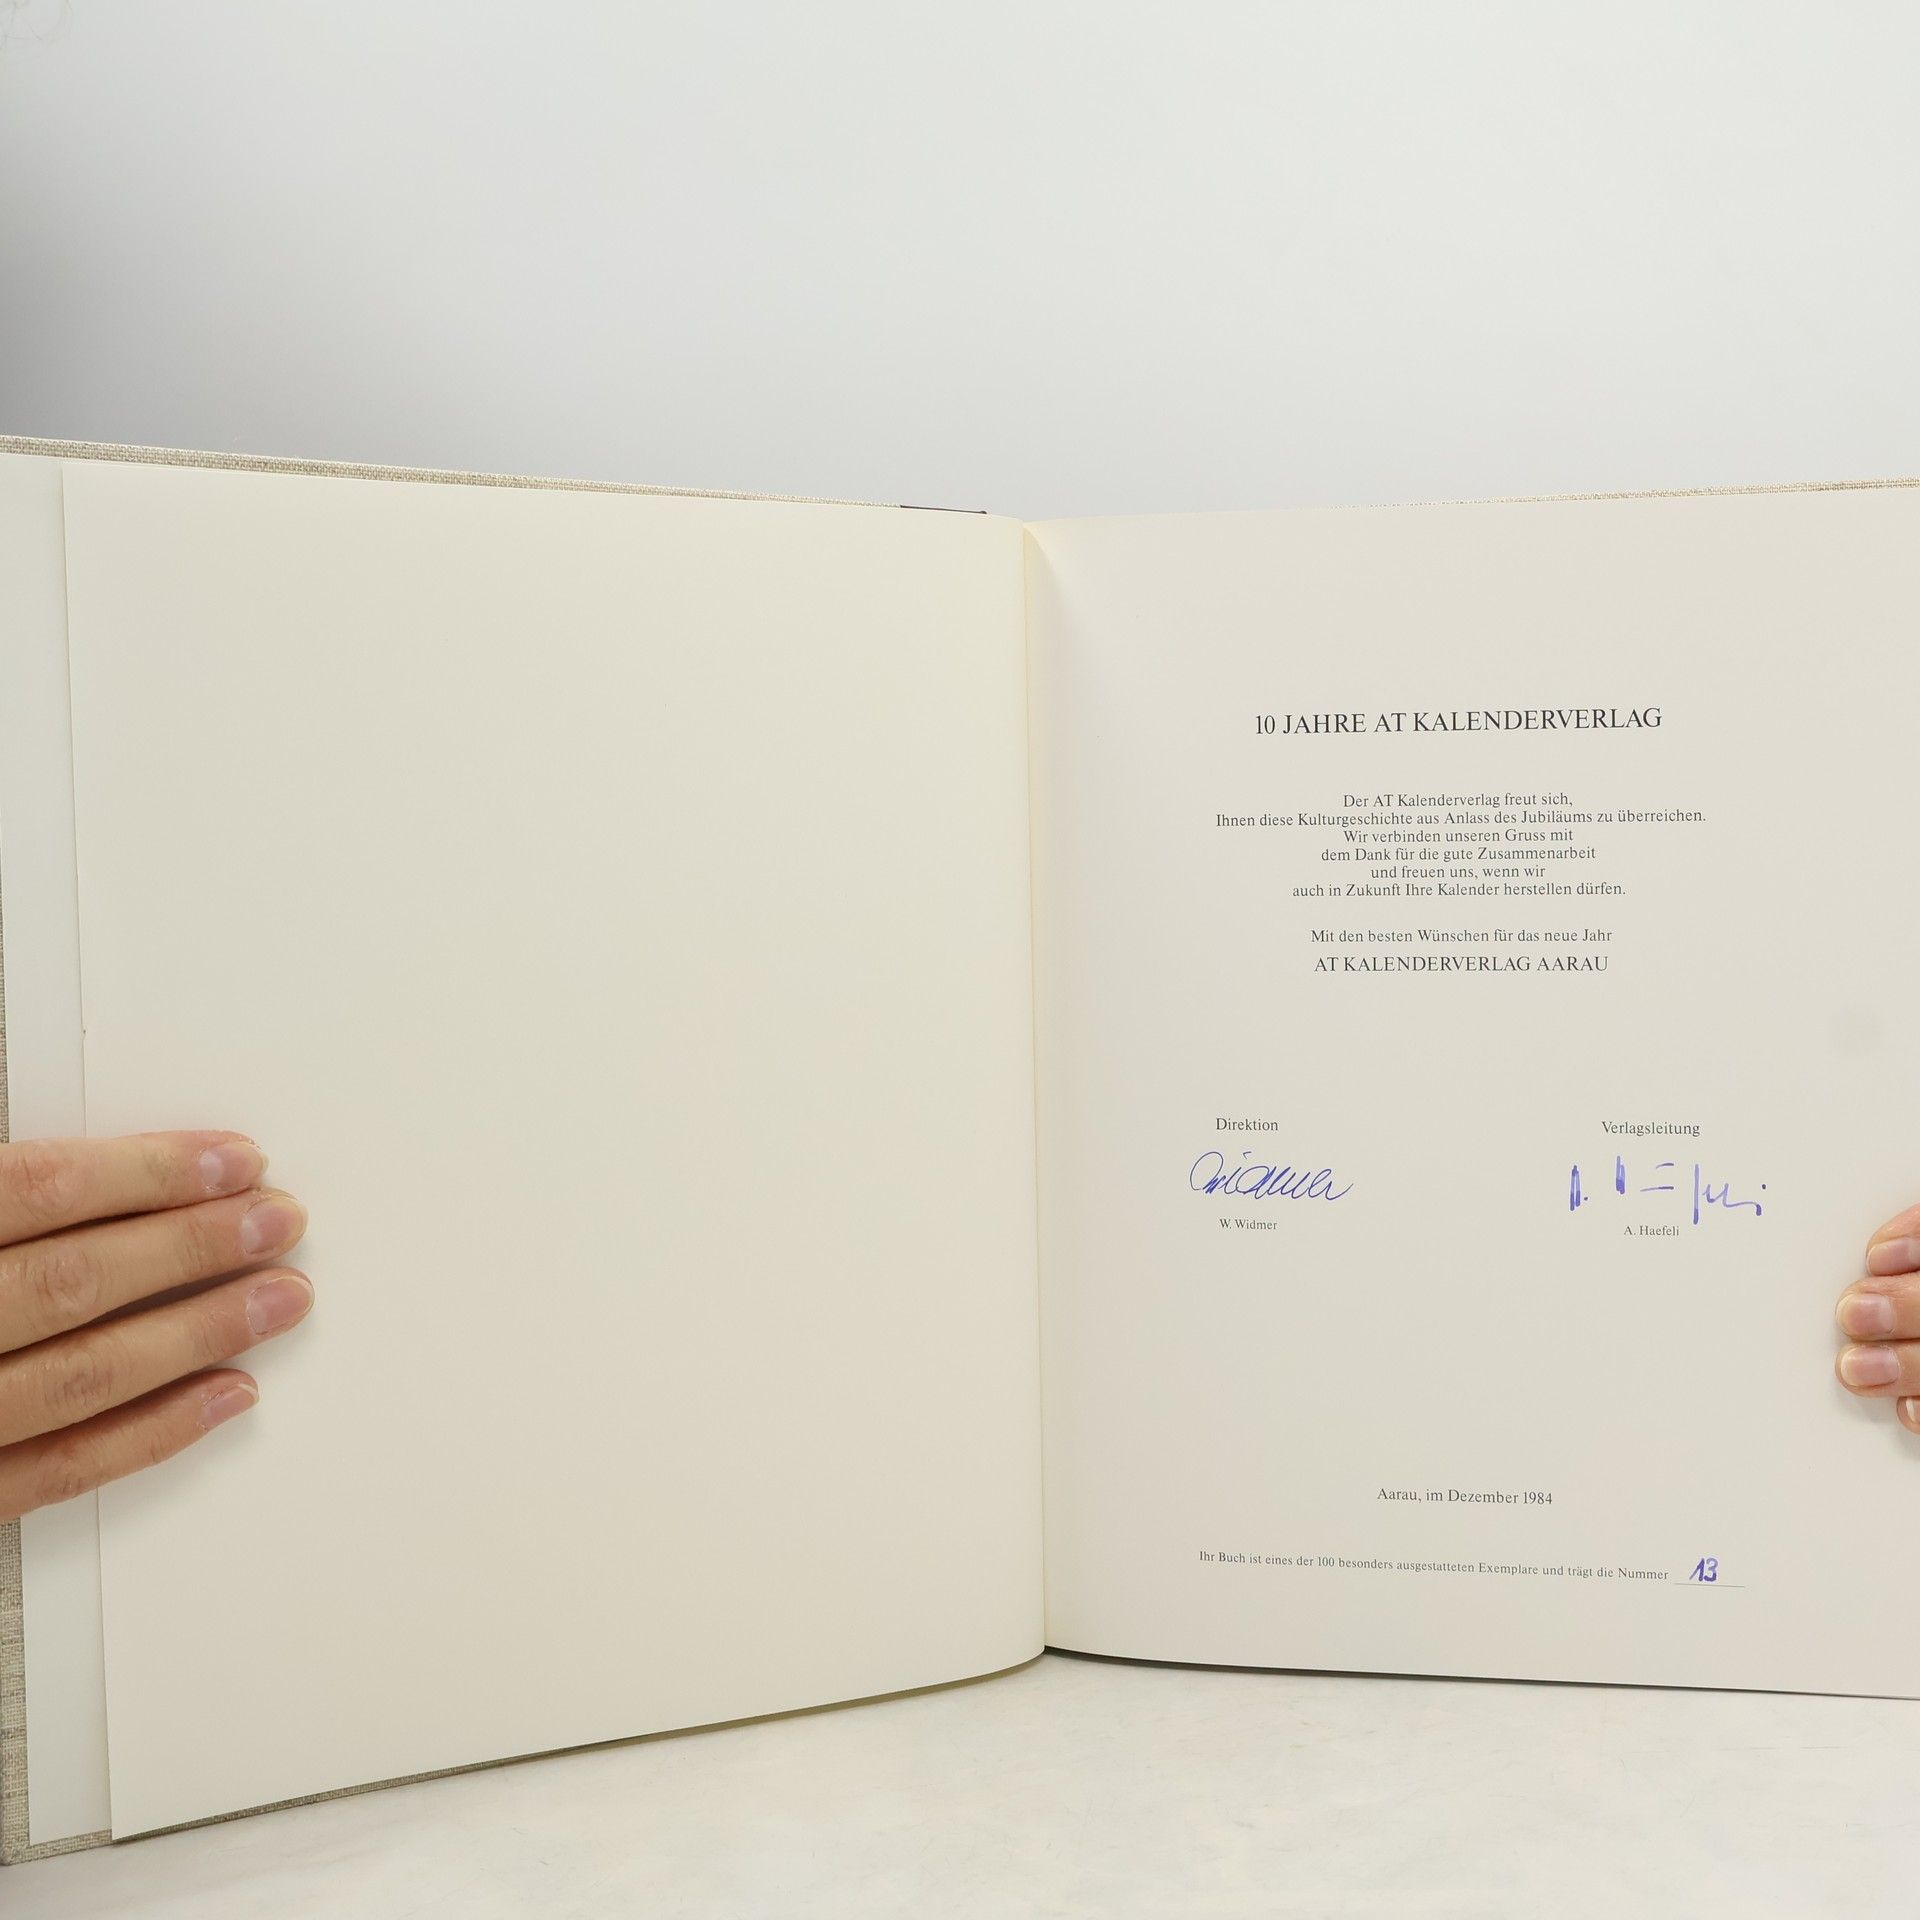 10 JAHRE AT KALENDERVERLAG
Der AT Kalenderverlag freut sich,
Ihnen diese Kulturgeschichte aus Anlass des Jubiläums zu überreichen.
Wir verbinden unseren Gruss mit
dem Dank für die gute Zusammenarbeit
und freuen uns, wenn wir
auch in Zukunft Ihre Kalender herstellen dürfen.
Mit den besten Wünschen für das neue Jahr
AT KALENDERVERLAG AARAU
Direktion Verlagsleitung
Widmer
W. Widmer A. Haefeli
Aarau, im Dezember 1984
Ihr Buch ist eines der 100 besonders ausgestatteten Exemplare und trägt die Nummer 13